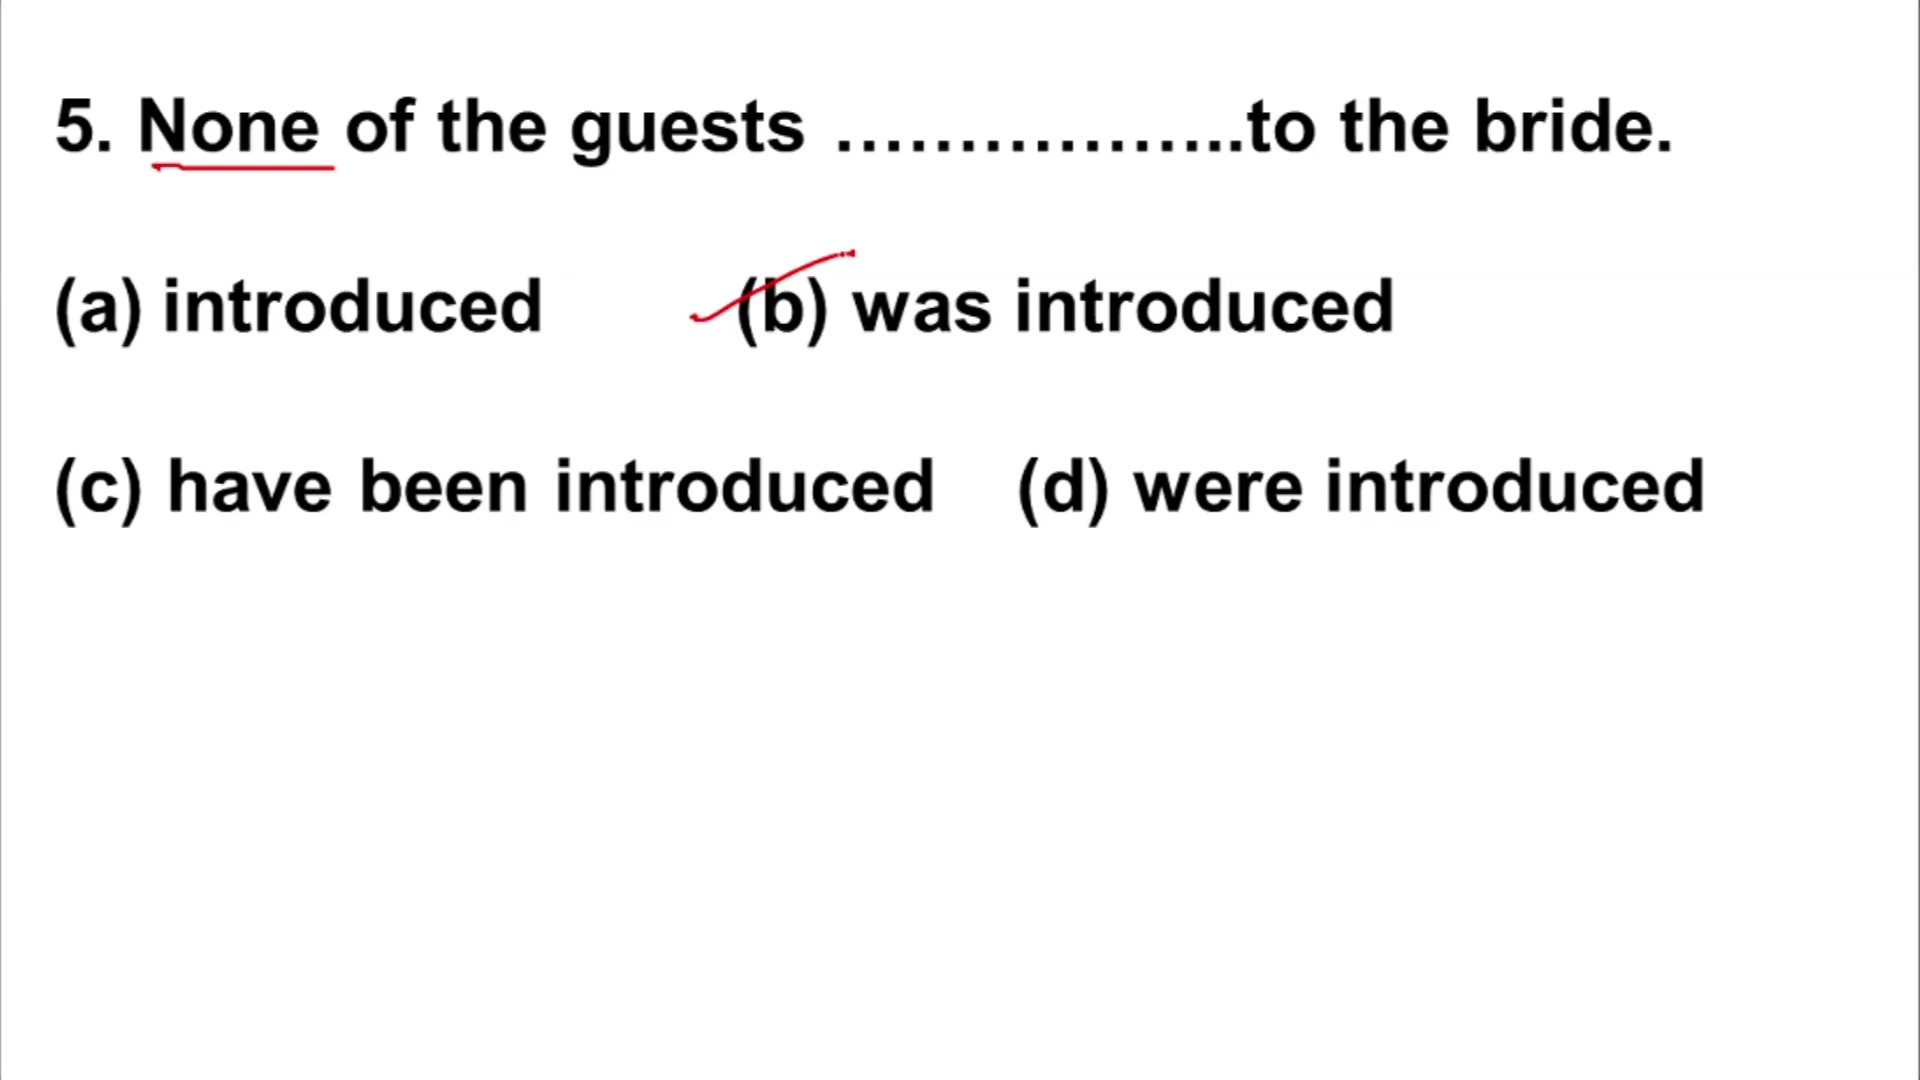 5. None of the guests ………………..to the bride.
(a) introduced (b) was introduced
(c) have been introduced (d) were introduced